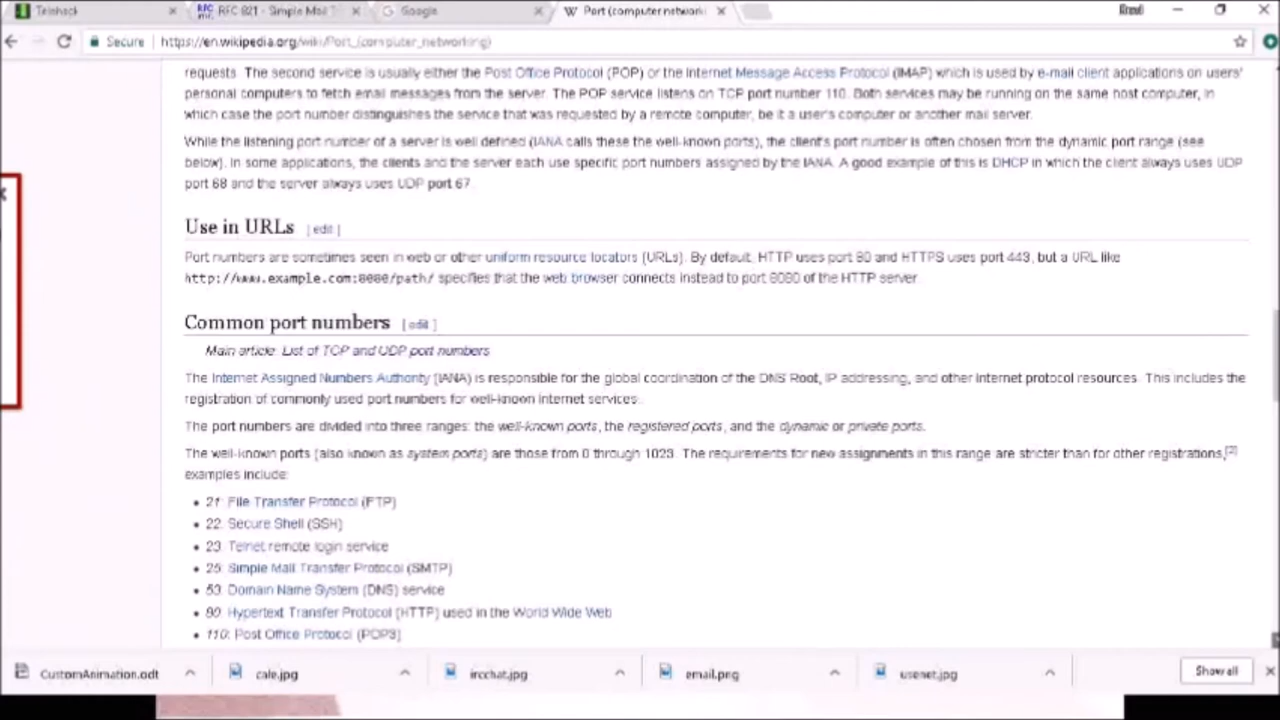 Telehack
RFC 821 - Simple Mail T
Google
Port (computer network
Secure
https://en.wikipedia.org/wiki/Port_(computer_networking)
requests. The second service is usually either the Post Office Protocol (POP) or the Internet Message Access Protocol (IMAP) which is used by e-mail client applications on users'
personal computers to fetch email messages from the server. The POP service listens on TCP port number 110. Both services may be running on the same host computer, in
which case the port number distinguishes the service that was requested by a remote computer, be it a user's computer or another mail server.
While the listening port number of a server is well defined (IANA calls these the well-known ports), the client's port number is often chosen from the dynamic port range (see
below). In some applications, the clients and the server each use specific port numbers assigned by the IANA. A good example of this is DHCP in which the client always uses UDP
port 68 and the server always uses UDP port 67.
Use in URLs [ edit ]
Port numbers are sometimes seen in web or other uniform resource locators (URLs). By default, HTTP uses port 80 and HTTPS uses port 443, but a URL like
http://www.example.com:8080/path/ specifies that the web browser connects instead to port 8080 of the HTTP server.
Common port numbers [ edit ]
Main article: List of TCP and UDP port numbers
The Internet Assigned Numbers Authority (IANA) is responsible for the global coordination of the DNS Root, IP addressing, and other Internet protocol resources. This includes the
registration of commonly used port numbers for well-known Internet services.
The port numbers are divided into three ranges: the well-known ports, the registered ports, and the dynamic or private ports.
The well-known ports (also known as system ports) are those from 0 through 1023. The requirements for new assignments in this range are stricter than for other registrations,[2]
examples include:
• 21: File Transfer Protocol (FTP)
• 22: Secure Shell (SSH)
• 23: Telnet remote login service
• 25: Simple Mail Transfer Protocol (SMTP)
• 53: Domain Name System (DNS) service
• 80: Hypertext Transfer Protocol (HTTP) used in the World Wide Web
• 110: Post Office Protocol (POP3)
CustomAnimation.odt
cale.jpg
ircchat.jpg
email.png
usenet.jpg
Show all